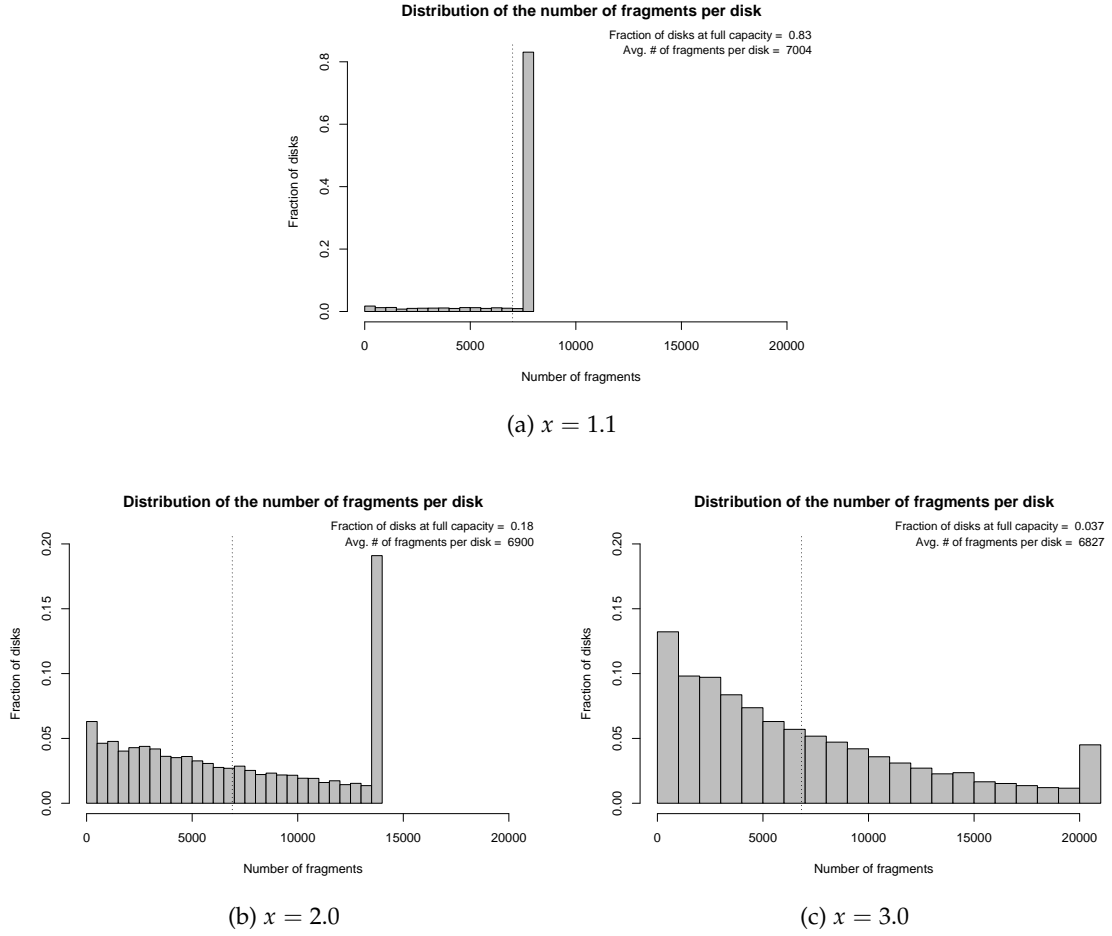 Distribution of the number of fragments per disk
Fraction of disks at full capacity = 0.83
Avg. # of fragments per disk = 7004
Fraction of disks
0.0
0.2
0.4
0.6
0.8
0
5000
10000
15000
20000
Number of fragments
(a) x = 1.1
Distribution of the number of fragments per disk
Fraction of disks at full capacity = 0.18
Avg. # of fragments per disk = 6900
Fraction of disks
0.00
0.05
0.10
0.15
0.20
0
5000
10000
15000
20000
Number of fragments
(b) x = 2.0
Distribution of the number of fragments per disk
Fraction of disks at full capacity = 0.037
Avg. # of fragments per disk = 6827
Fraction of disks
0.00
0.05
0.10
0.15
0.20
0
5000
10000
15000
20000
Number of fragments
(c) x = 3.0